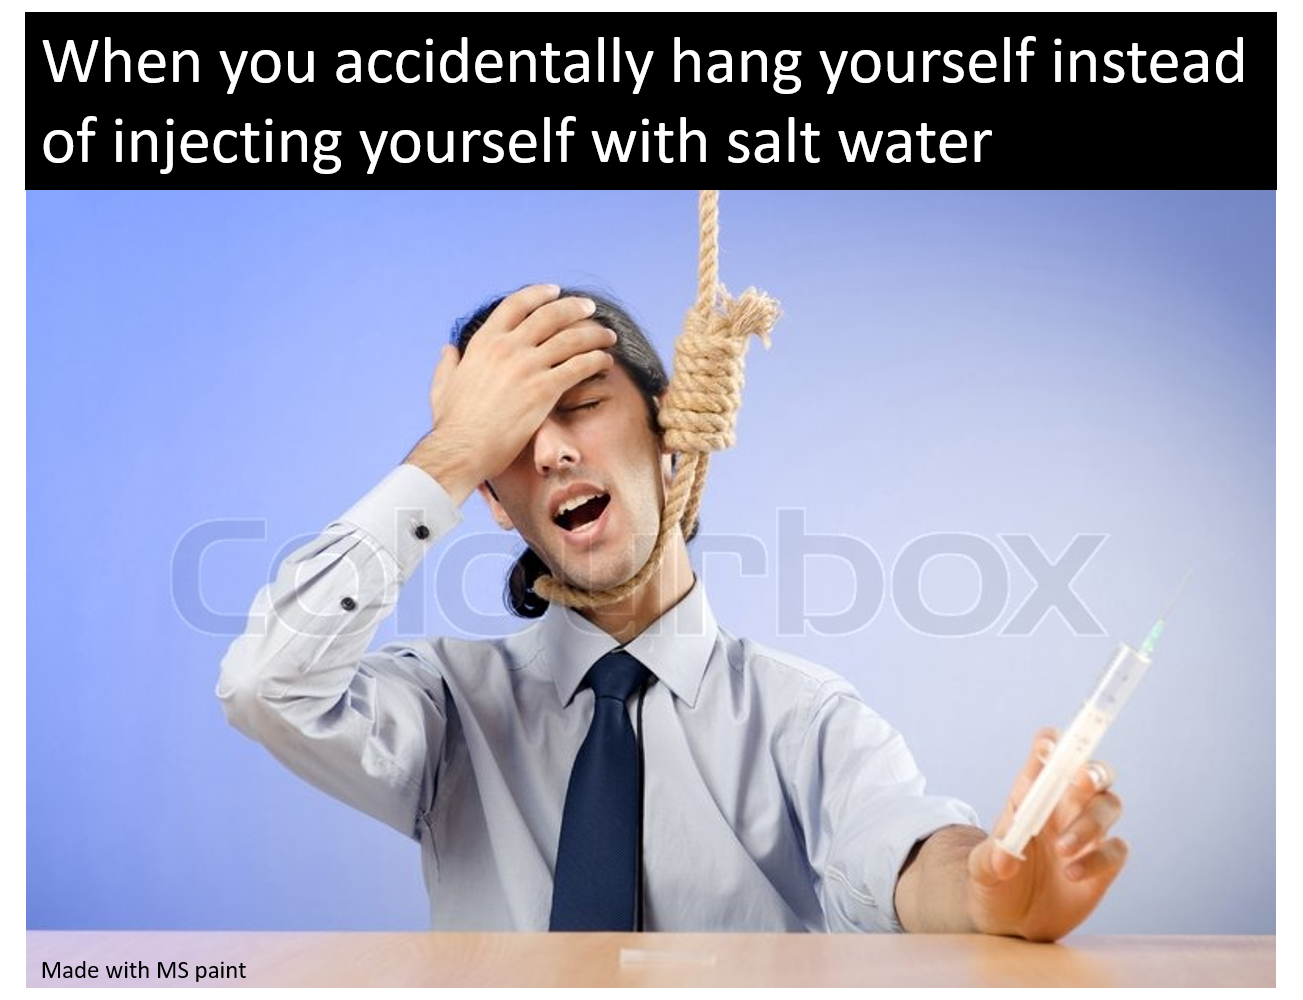 When you accidentally hang yourself instead
of injecting yourself with salt water
colourbox
Made with MS paint